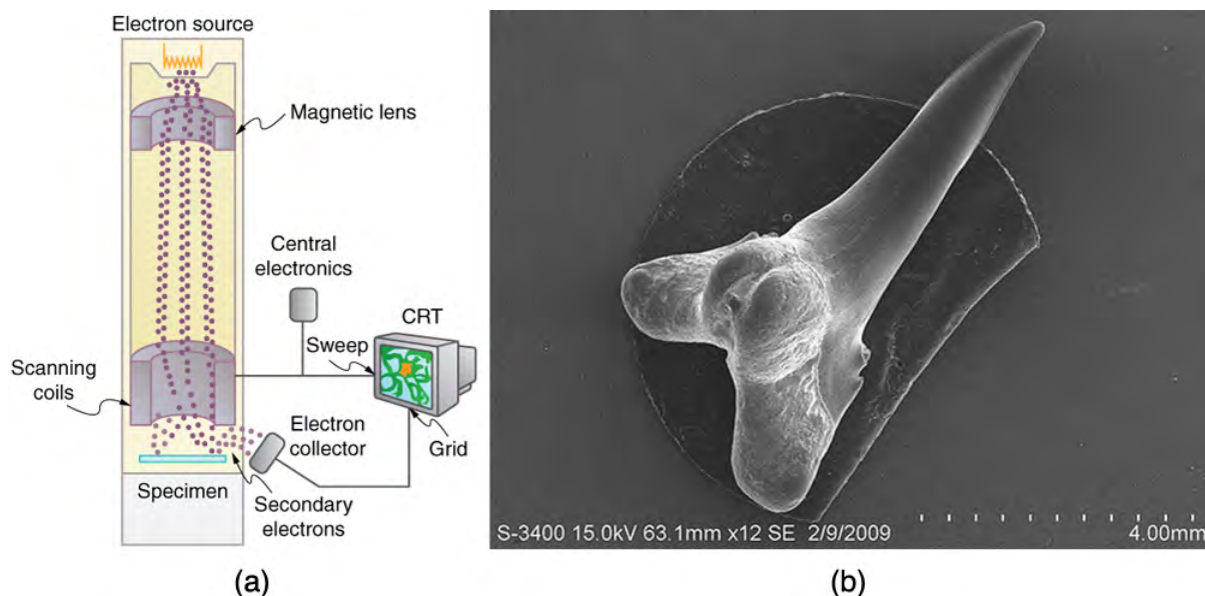 Electron source
Magnetic lens
Central
electronics
CRT
Sweep
Scanning
coils
Electron
collector
Grid
Specimen
Secondary
electrons
S-3400 15.0kV 63.1mm x12 SE 2/9/2009
4.00mm
(a)
(b)